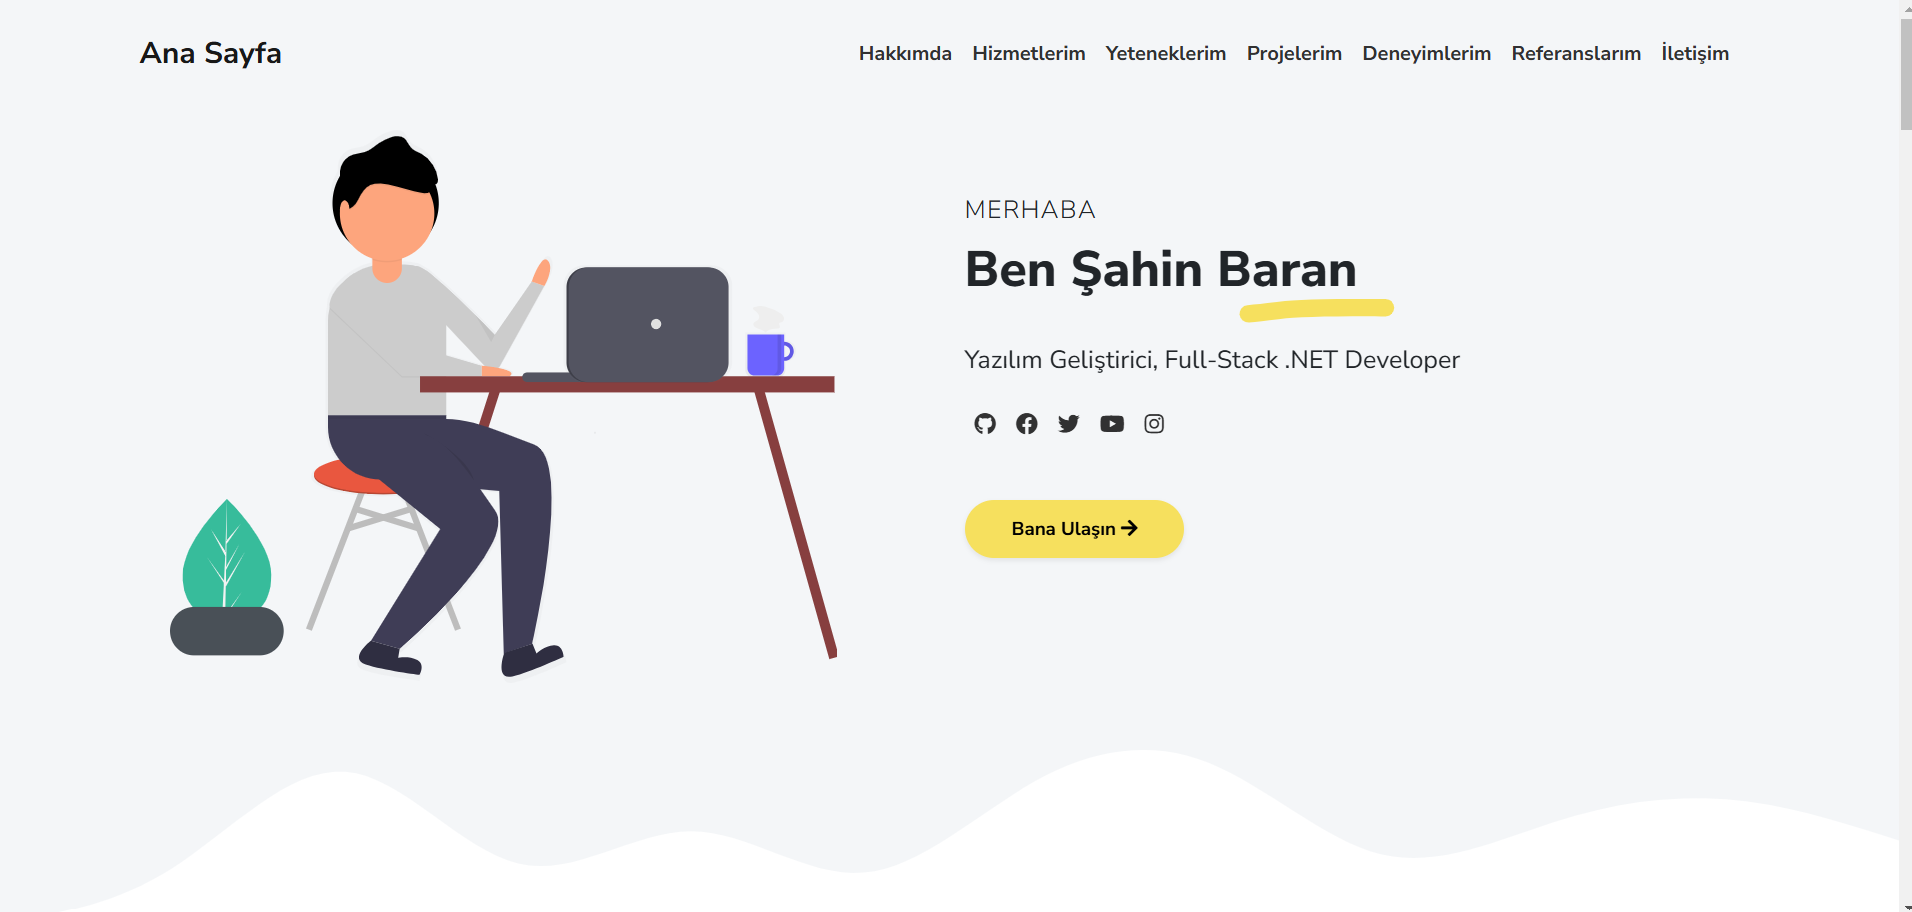 Ana Sayfa
Hakkımda Hizmetlerim Yeteneklerim Projelerim Deneyimlerim Referanslarım İletişim
MERHABA
Ben Şahin Baran
Yazılım Geliştirici, Full-Stack .NET Developer
Bana Ulaşın